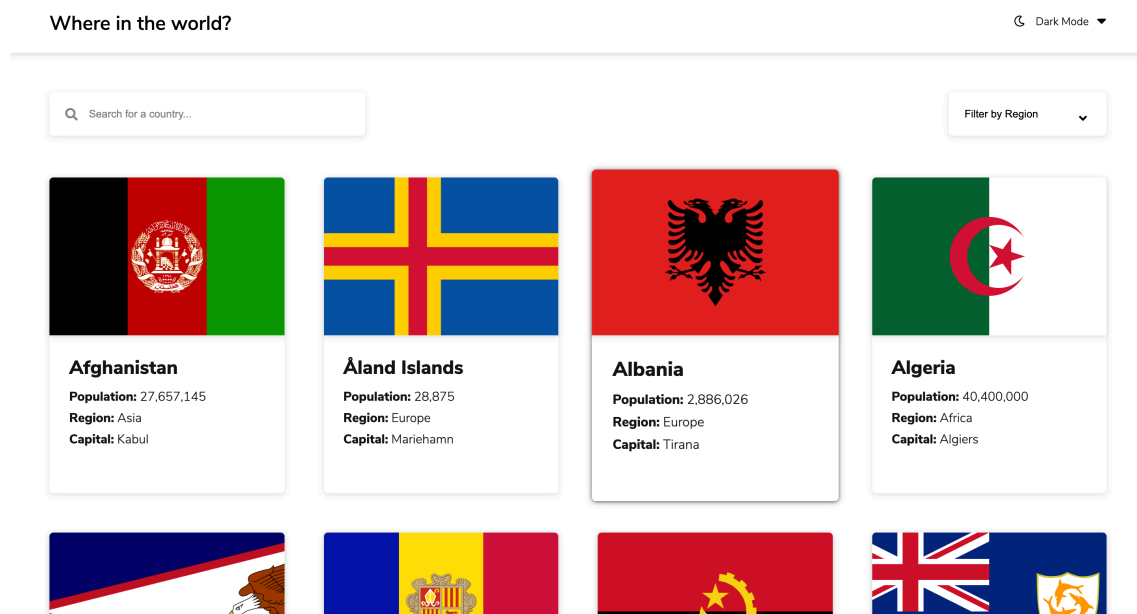 Where in the world?
Dark Mode
Search for a country...
Filter by Region
Afghanistan
Population: 27,657,145
Region: Asia
Capital: Kabul
Åland Islands
Population: 28,875
Region: Europe
Capital: Mariehamn
Albania
Population: 2,886,026
Region: Europe
Capital: Tirana
Algeria
Population: 40,400,000
Region: Africa
Capital: Algiers